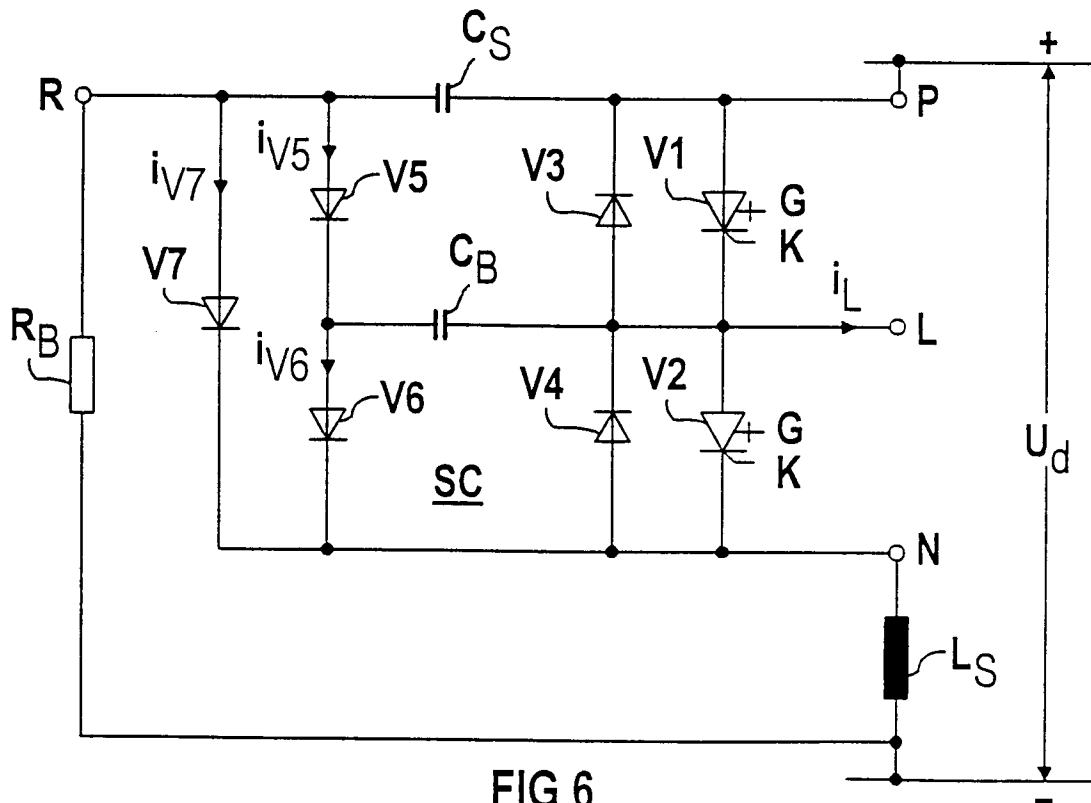 C_S
+
R
P
i_V5
V5
V3
V1
G
K
i_V7
V7
C_B
i_L
L
R_B
i_V6
V6
V4
V2
G
K
U_d
SC
N
L_S
FIG 6
–